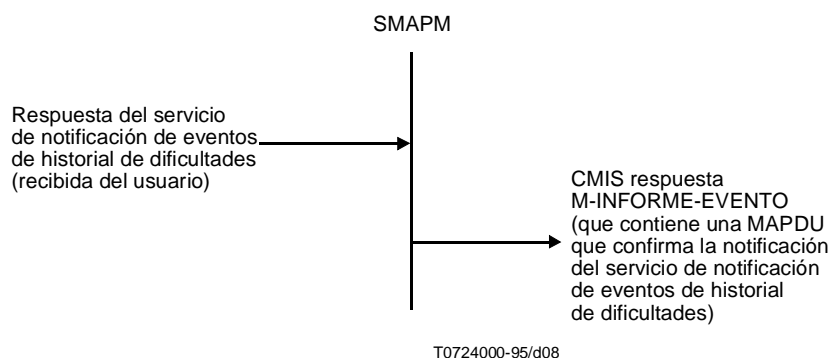 SMAPM
Respuesta del servicio
de notificación de eventos
de historial de dificultades
(recibida del usuario)
CMIS respuesta
M-INFORME-EVENTO
(que contiene una MAPDU
que confirma la notificación
del servicio de notificación
de eventos de historial
de dificultades)
T0724000-95/d08